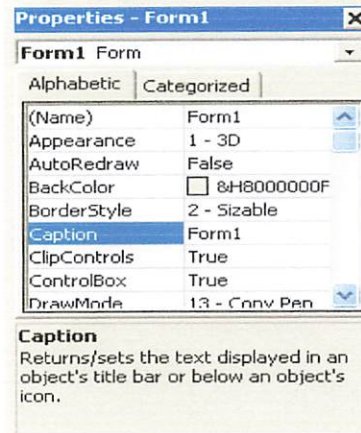 Properties - Form1
Form1 Form
Alphabetic Categorized
(Name) Form1
Appearance 1 - 3D
AutoRedraw False
BackColor &H8000000F
BorderStyle 2 - Sizable
Caption Form1
ClipControls True
ControlBox True
DrawMode 13 - Copy Pen
Caption
Returns/sets the text displayed in an
object's title bar or below an object's
icon.